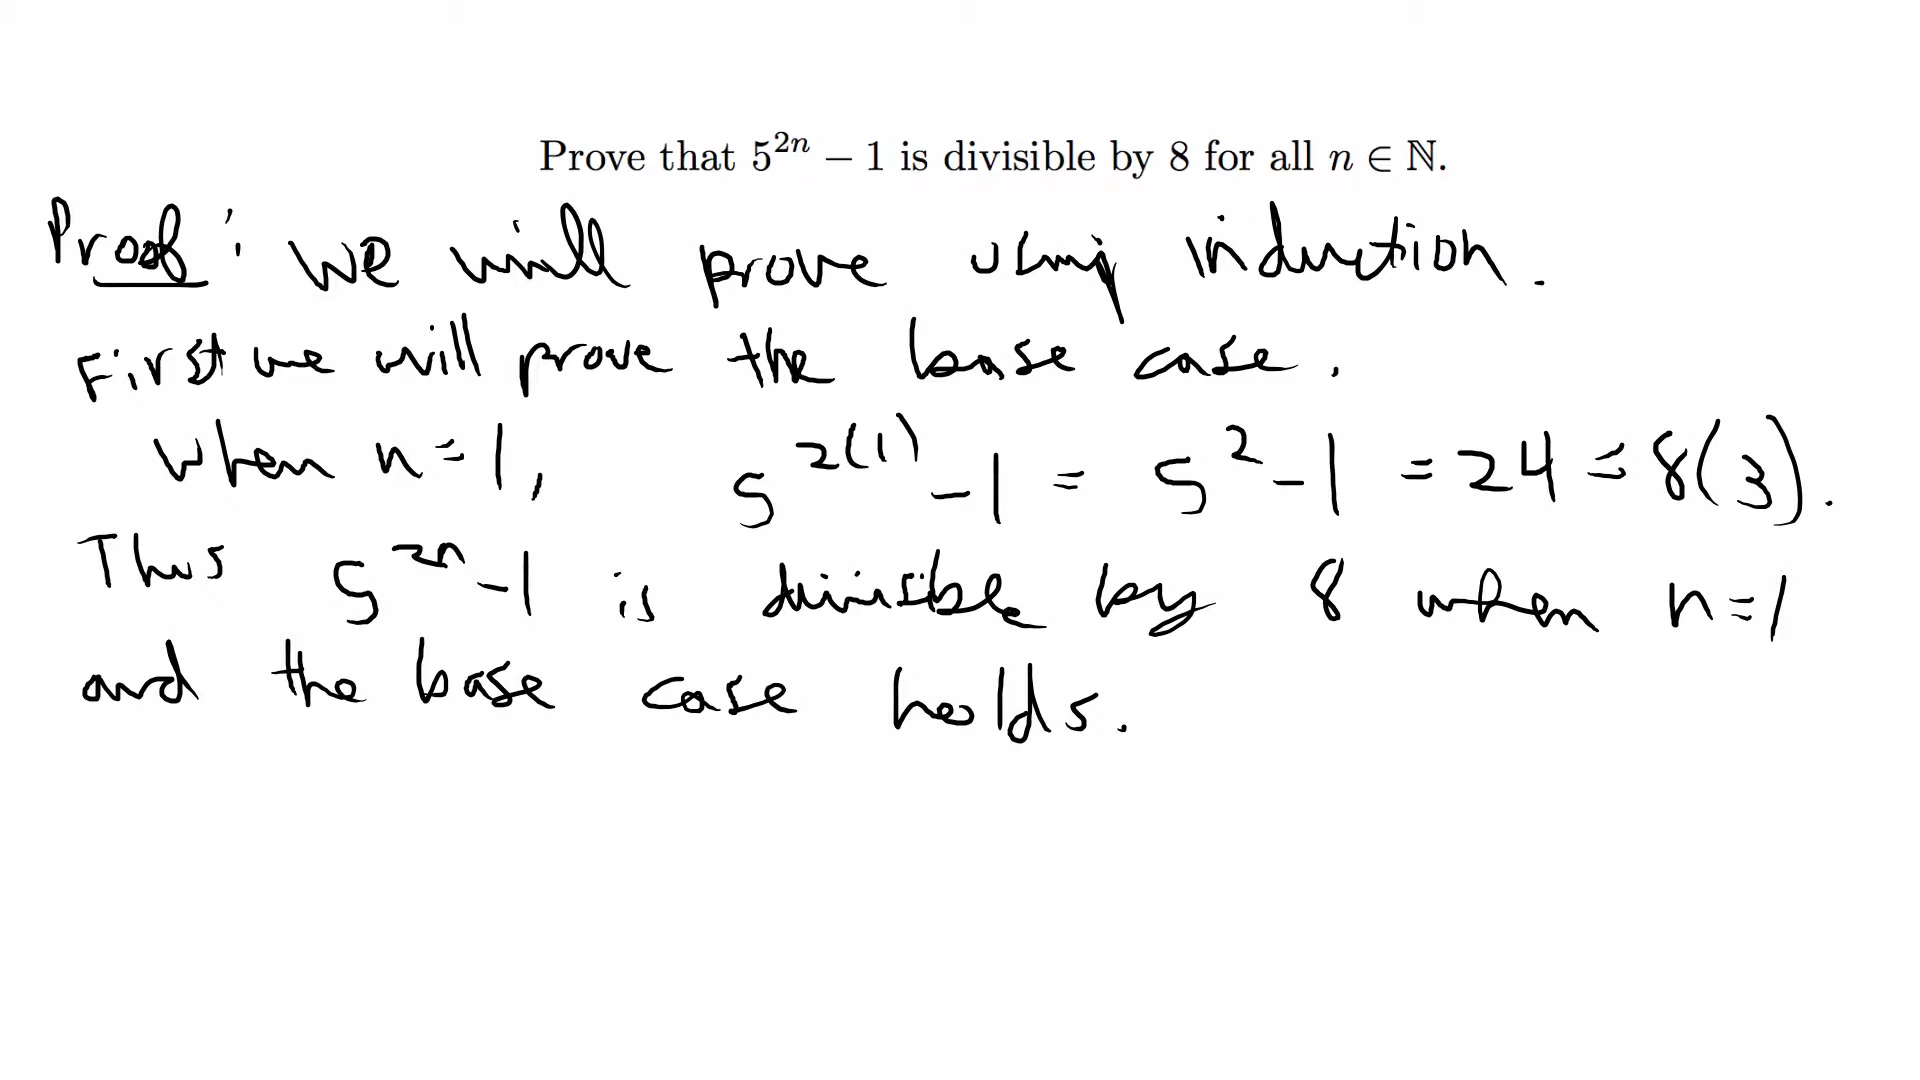 Prove that 5^{2n} − 1 is divisible by 8 for all n ∈ ℕ.
Proof: we will prove using induction.
First we will prove the base case.
when n=1, 5^{2(1)} -1 = 5^2 -1 = 24 = 8(3).
Thus 5^{2n} -1 is divisible by 8 when n=1
and the base case holds.